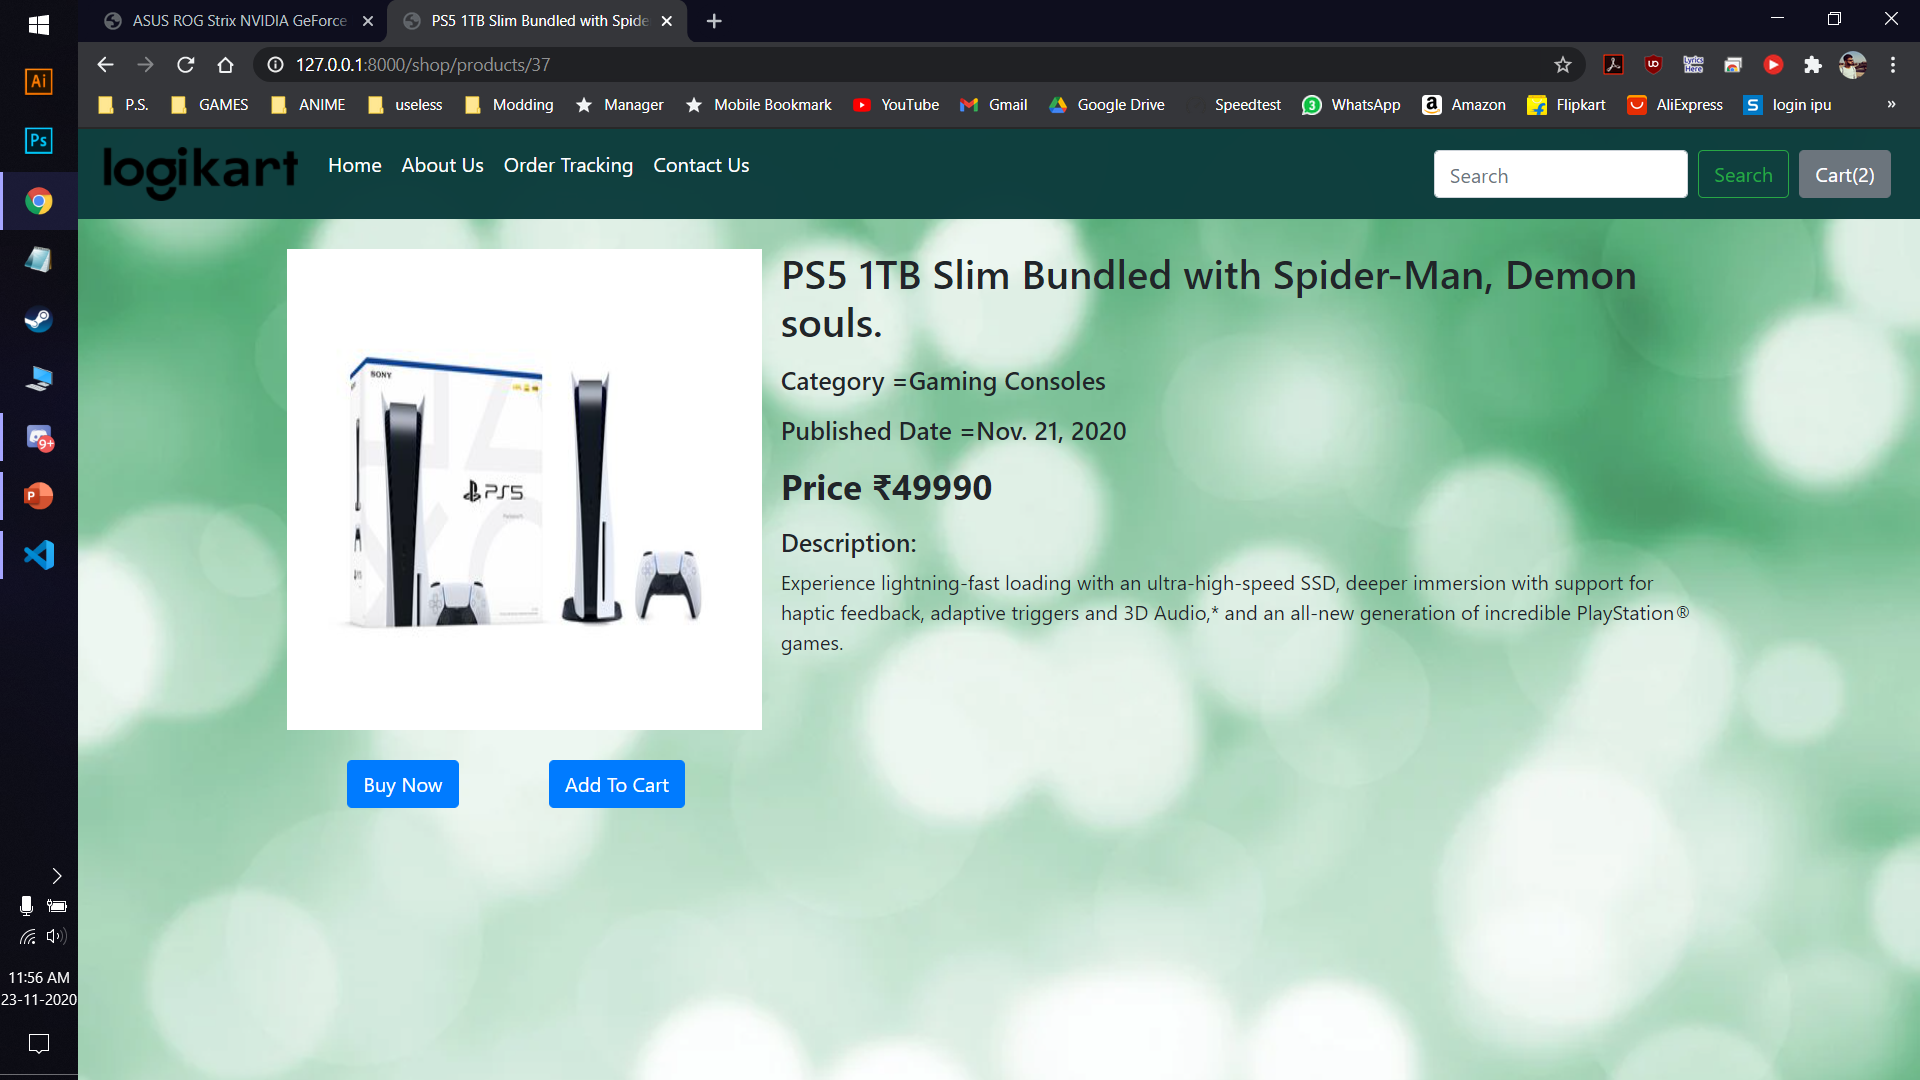 ASUS ROG Strix NVIDIA GeForce
PS5 1TB Slim Bundled with Spide
127.0.0.1:8000/shop/products/37
P.S.
GAMES
ANIME
useless
Modding
Manager
Mobile Bookmark
YouTube
Gmail
Google Drive
Speedtest
3
WhatsApp
Amazon
Flipkart
AliExpress
S
login ipu
»
Ai
Ps
9+
P
11:56 AM
23-11-2020
logikart
Home
About Us
Order Tracking
Contact Us
Search
Search
Cart(2)
SONY
PS5
PS5 1TB Slim Bundled with Spider-Man, Demon
souls.
Category =Gaming Consoles
Published Date =Nov. 21, 2020
Price ₹49990
Description:
Experience lightning-fast loading with an ultra-high-speed SSD, deeper immersion with support for
haptic feedback, adaptive triggers and 3D Audio,* and an all-new generation of incredible PlayStation®
games.
Buy Now
Add To Cart